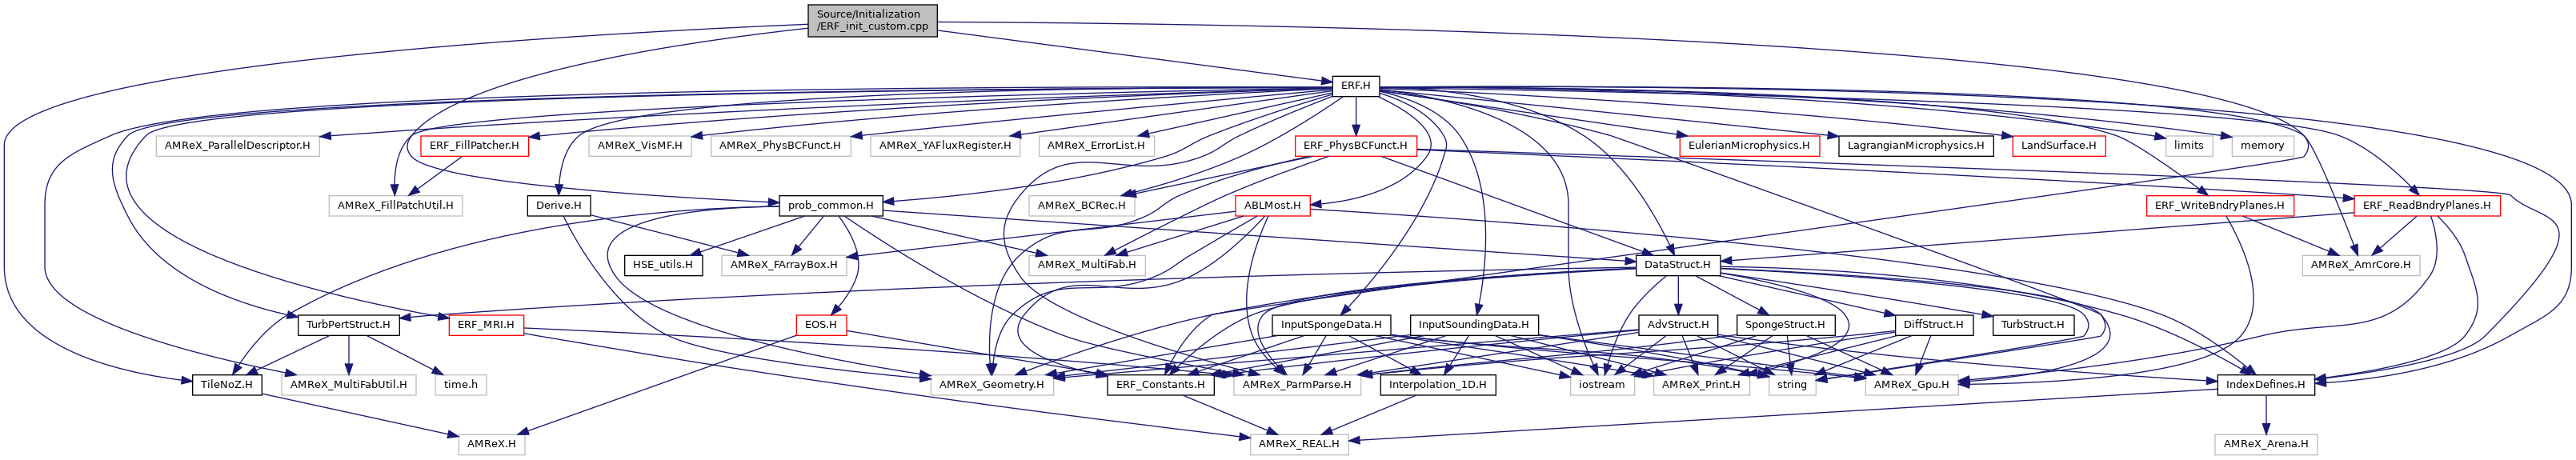 Source/Initialization
/ERF_init_custom.cpp
ERF.H
AMReX_ParallelDescriptor.H
ERF_FillPatcher.H
AMReX_VisMF.H
AMReX_PhysBCFunct.H
AMReX_YAFluxRegister.H
AMReX_ErrorList.H
ERF_PhysBCFunct.H
EulerianMicrophysics.H
LagrangianMicrophysics.H
LandSurface.H
limits
memory
AMReX_FillPatchUtil.H
Derive.H
prob_common.H
AMReX_BCRec.H
ABLMost.H
ERF_WriteBndryPlanes.H
ERF_ReadBndryPlanes.H
HSE_utils.H
AMReX_FArrayBox.H
AMReX_MultiFab.H
DataStruct.H
AMReX_AmrCore.H
TurbPertStruct.H
ERF_MRI.H
EOS.H
InputSpongeData.H
InputSoundingData.H
AdvStruct.H
SpongeStruct.H
DiffStruct.H
TurbStruct.H
TileNoZ.H
AMReX_MultiFabUtil.H
time.h
AMReX_Geometry.H
ERF_Constants.H
AMReX_ParmParse.H
Interpolation_1D.H
iostream
AMReX_Print.H
string
AMReX_Gpu.H
IndexDefines.H
AMReX.H
AMReX_REAL.H
AMReX_Arena.H